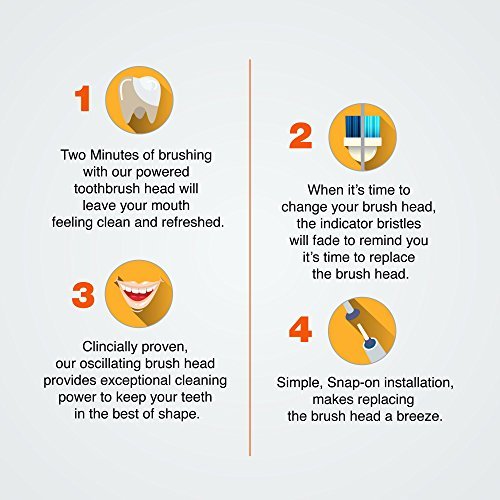 1
Two Minutes of brushing
with our powered
toothbrush head will
leave your mouth
feeling clean and refreshed.
2
When it's time to
change your brush head,
the indicator bristles
will fade to remind you
it's time to replace
the brush head.
3
Clincially proven,
our oscillating brush head
provides exceptional cleaning
power to keep your teeth
in the best of shape.
4
Simple, Snap-on installation,
makes replacing
the brush head a breeze.